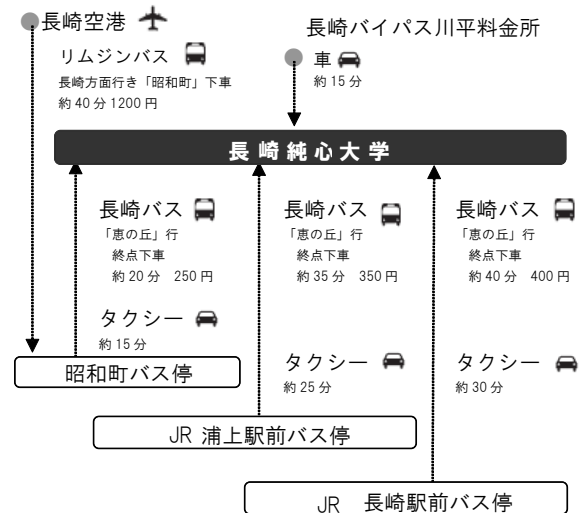 長崎空港
リムジンバス
長崎方面行き「昭和町」下車
約40分1200円
長崎バイパス川平料金所
車
約15分
長崎純心大学
長崎バス
「恵の丘」行
終点下車
約20分 250円
タクシー
約15分
昭和町バス停
長崎バス
「恵の丘」行
終点下車
約35分 350円
タクシー
約25分
JR 浦上駅前バス停
長崎バス
「恵の丘」行
終点下車
約40分 400円
タクシー
約30分
JR 長崎駅前バス停